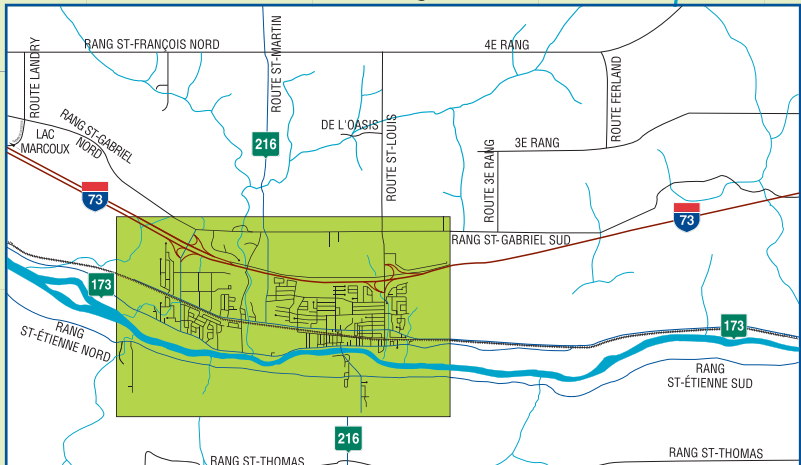 RANG ST-FRANÇOIS NORD
4E RANG
ROUTE LANDRY
ROUTE ST-MARTIN
ROUTE FERLAND
RANG ST-GABRIEL
NORD
LAC
MARCOUX
DE L'OASIS
216
3E RANG
ROUTE ST-LOUIS
ROUTE 3E RANG
73
73
RANG ST-GABRIEL SUD
173
173
RANG
ST-ÉTIENNE NORD
RANG
ST-ÉTIENNE SUD
216
RANG ST-THOMAS
RANG ST-THOMAS